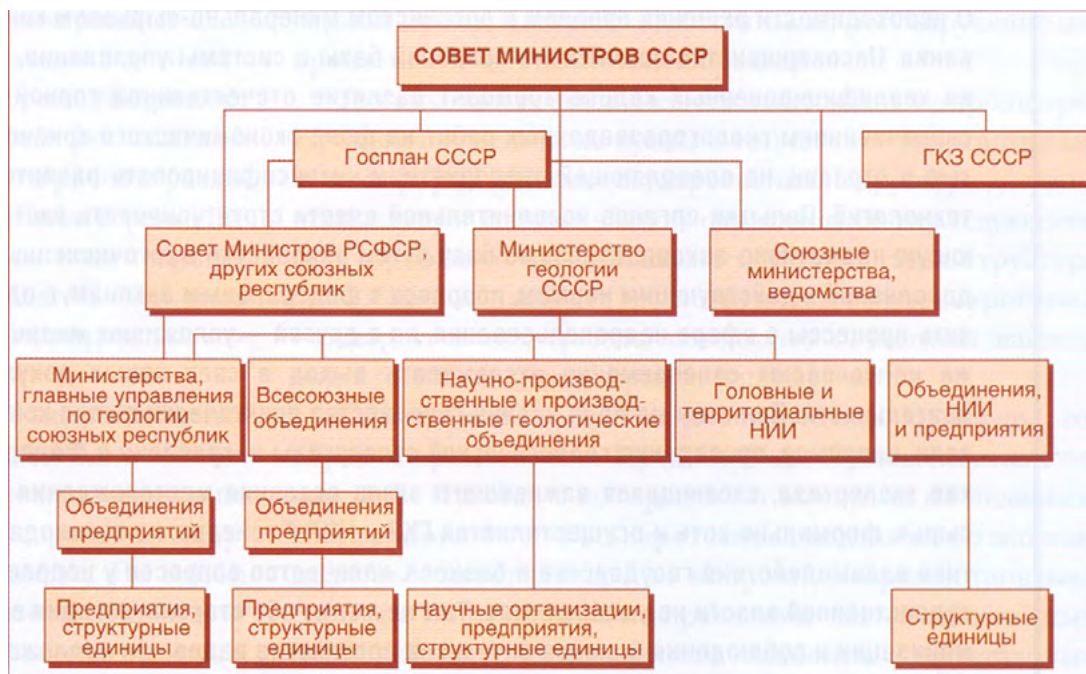 СОВЕТ МИНИСТРОВ СССР
Госплан СССР
ГКЗ СССР
Совет Министров РСФСР,
других союзных
республик
Министерство
геологии
СССР
Союзные
министерства,
ведомства
Министерства,
главные управления
по геологии
союзных республик
Всесоюзные
объединения
Научно-производ-
ственные и производ-
ственные геологические
объединения
Головные и
территориальные
НИИ
Объединения,
НИИ
и предприятия
Объединения
предприятий
Объединения
предприятий
Предприятия,
структурные
единицы
Предприятия,
структурные
единицы
Научные организации,
предприятия,
структурные единицы
Структурные
единицы